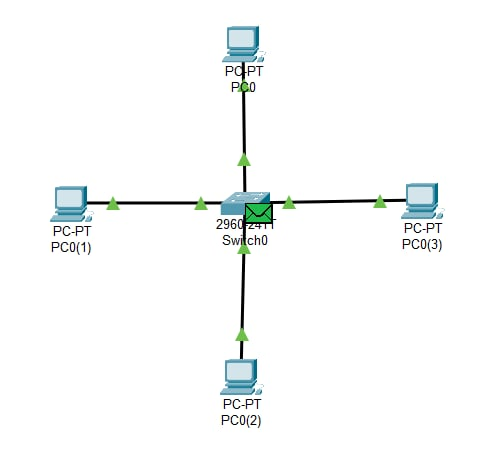 PC-PT
PC0
PC-PT
PC0(1)
2960-24TT
Switch0
PC-PT
PC0(3)
PC-PT
PC0(2)